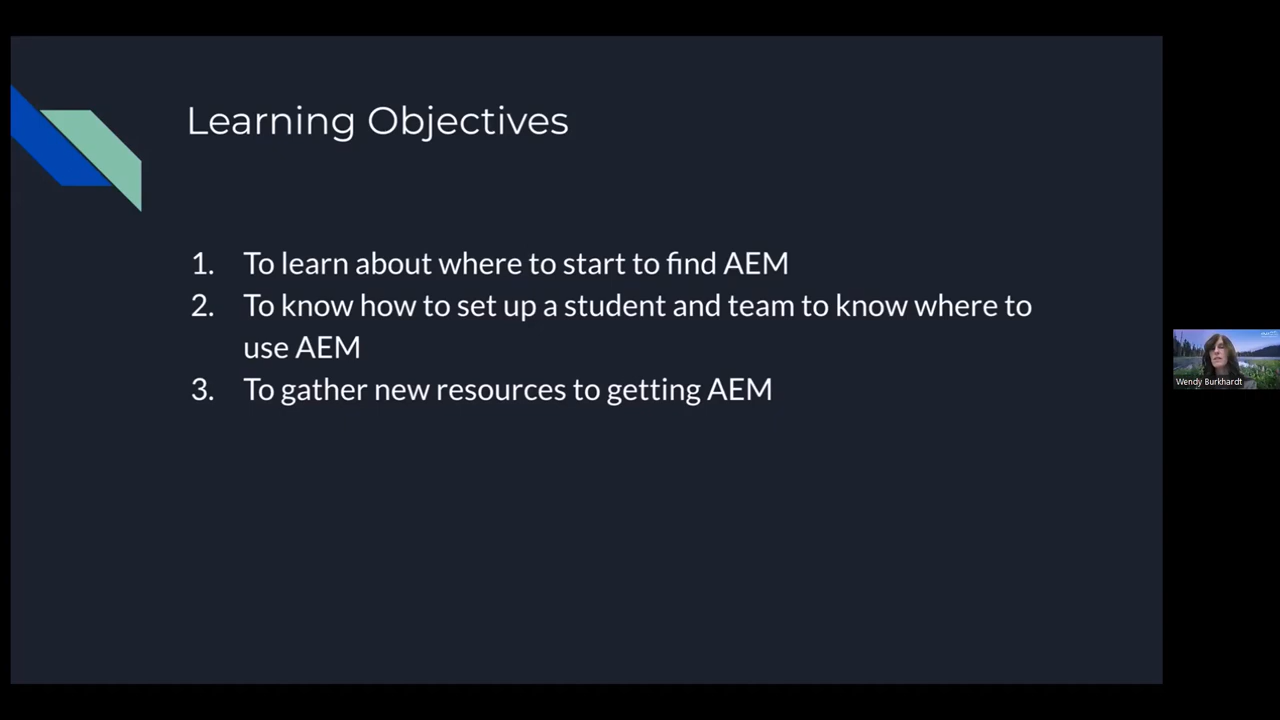 Learning Objectives
1. To learn about where to start to find AEM
2. To know how to set up a student and team to know where to
use AEM
3. To gather new resources to getting AEM
Wendy Burkhardt